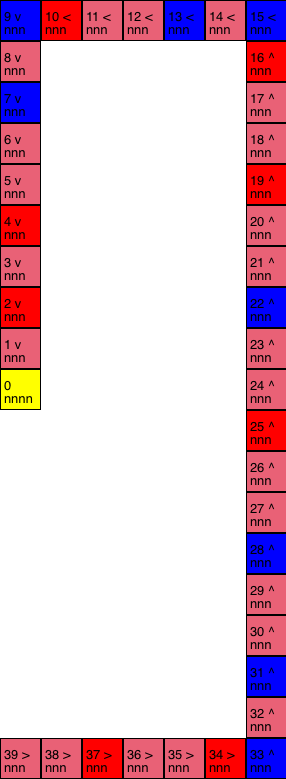 9 v 10 < 11 < 12 < 13 < 14 < 15 <
nnn nnn nnn nnn nnn nnn nnn
8 v 16 ^
nnn nnn
7 v 17 ^
nnn nnn
6 v 18 ^
nnn nnn
5 v 19 ^
nnn nnn
4 v 20 ^
nnn nnn
3 v 21 ^
nnn nnn
2 v 22 ^
nnn nnn
1 v 23 ^
nnn nnn
0 24 ^
nnnn nnn
25 ^
nnn
26 ^
nnn
27 ^
nnn
28 ^
nnn
29 ^
nnn
30 ^
nnn
31 ^
nnn
32 ^
nnn
39 > 38 > 37 > 36 > 35 > 34 > 33 ^
nnn nnn nnn nnn nnn nnn nnn